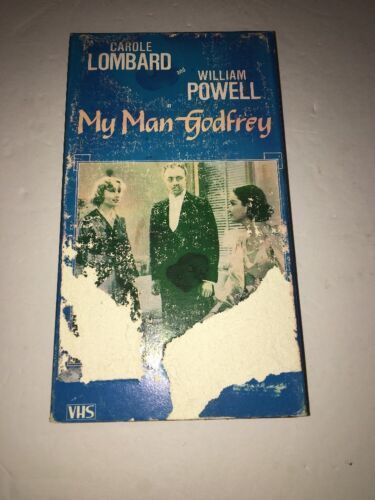 CAROLE
LOMBARD and
WILLIAM
POWELL
in
My Man Godfrey
VHS